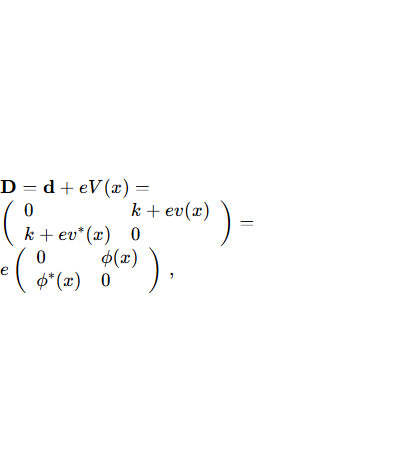 D = d + eV(x) =
( 0 k + ev(x)
k + ev*(x) 0 ) =
e ( 0 ϕ(x)
ϕ*(x) 0 ) ,